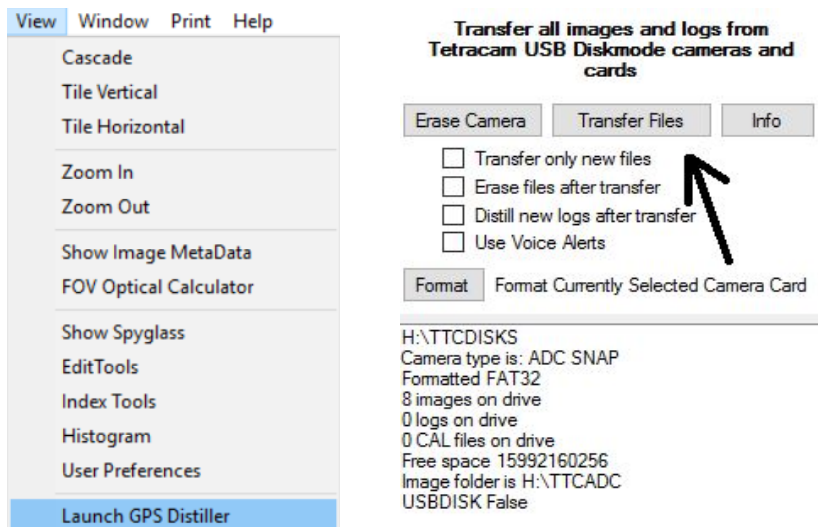 View Window Print Help
Cascade
Tile Vertical
Tile Horizontal
Zoom In
Zoom Out
Show Image MetaData
FOV Optical Calculator
Show Spyglass
EditTools
Index Tools
Histogram
User Preferences
Launch GPS Distiller
Transfer all images and logs from
Tetracam USB Diskmode cameras and
cards
Erase Camera Transfer Files Info
Transfer only new files
Erase files after transfer
Distill new logs after transfer
Use Voice Alerts
Format Format Currently Selected Camera Card
H:\TTCDISKS
Camera type is: ADC SNAP
Formatted FAT32
8 images on drive
0 logs on drive
0 CAL files on drive
Free space 15992160256
Image folder is H:\TTCADC
USBDISK False